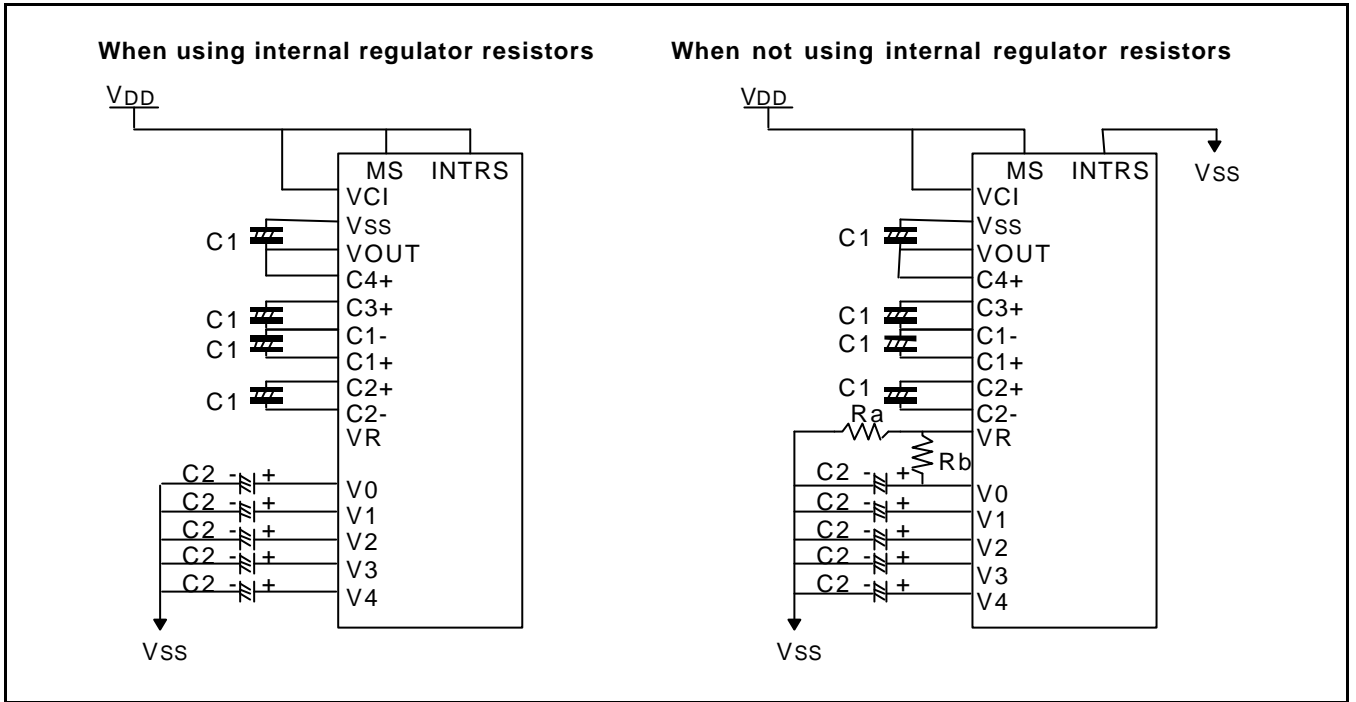 When using internal regulator resistors
VDD
MS INTRS
VCI
VSS
C1
VOUT
C4+
C3+
C1
C1-
C1
C1+
C2+
C1
C2-
VR
C2 - +
V0
C2 - +
V1
C2 - +
V2
C2 - +
V3
C2 - +
V4
VSS
When not using internal regulator resistors
VDD
MS INTRS
VSS
VCI
VSS
C1
VOUT
C4+
C3+
C1
C1-
C1
C1+
C2+
C1
C2-
Ra
VR
Rb
C2 - +
V0
C2 - +
V1
C2 - +
V2
C2 - +
V3
C2 - +
V4
VSS